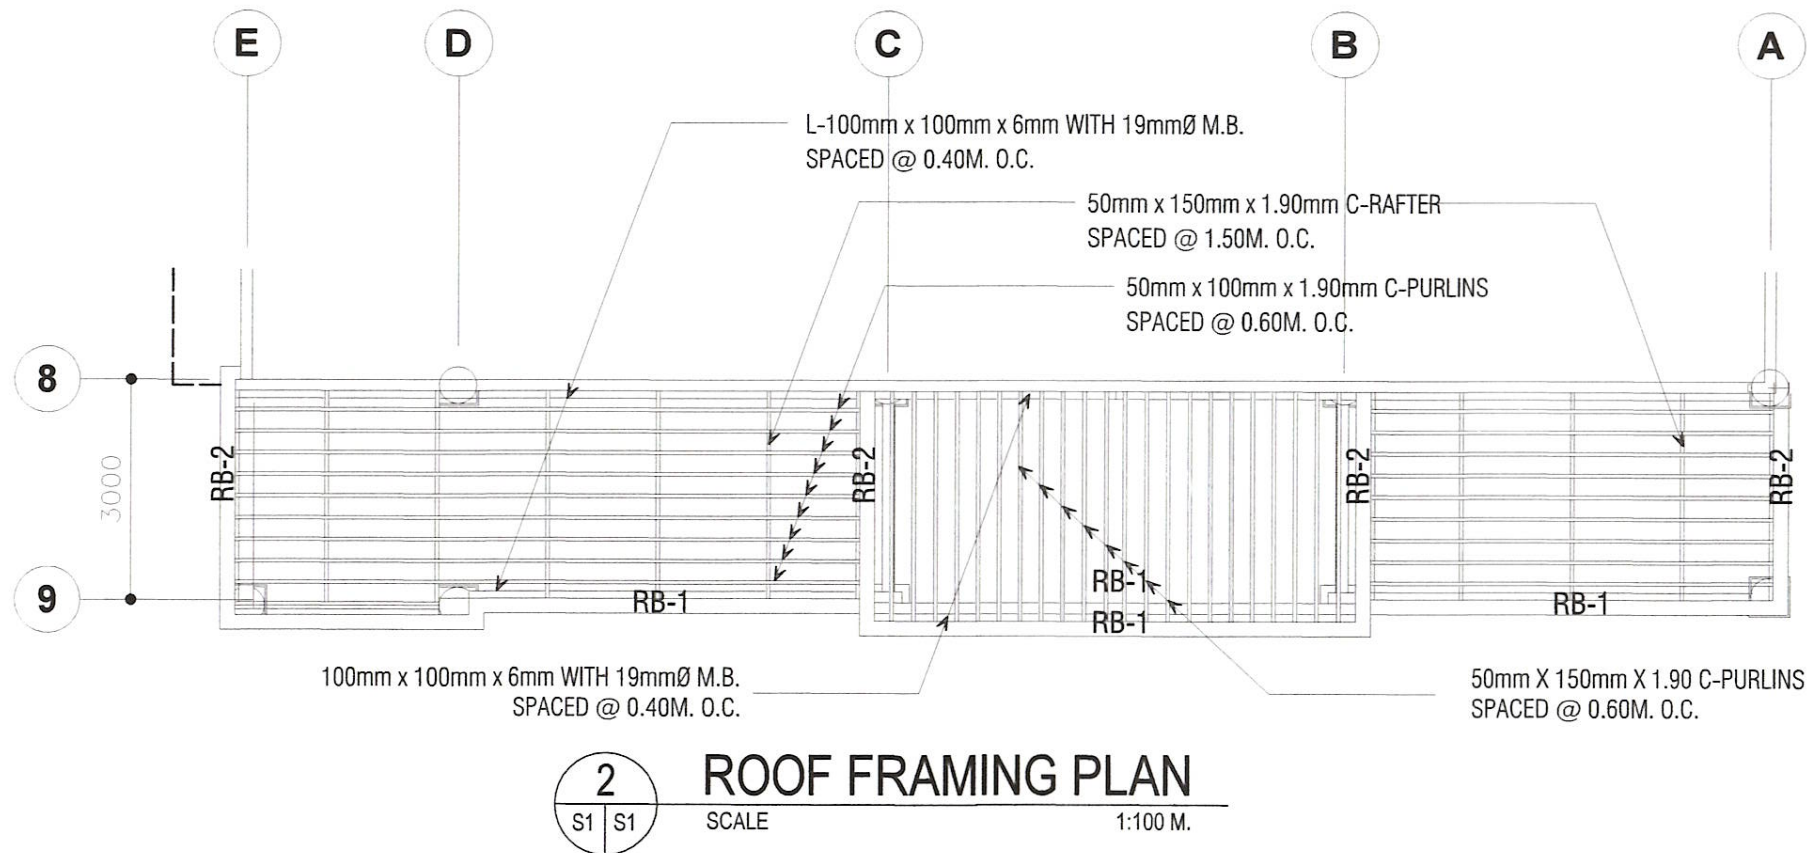 E
D
C
B
A
L-100mm x 100mm x 6mm WITH 19mmØ M.B.
SPACED @ 0.40M. O.C.
50mm x 150mm x 1.90mm C-RAFTER
SPACED @ 1.50M. O.C.
50mm x 100mm x 1.90mm C-PURLINS
SPACED @ 0.60M. O.C.
8
3000
9
RB-2
RB-2
RB-2
RB-2
RB-1
RB-1
RB-1
RB-1
100mm x 100mm x 6mm WITH 19mmØ M.B.
SPACED @ 0.40M. O.C.
50mm X 150mm X 1.90 C-PURLINS
SPACED @ 0.60M. O.C.
2
S1 S1
ROOF FRAMING PLAN
SCALE 1:100 M.